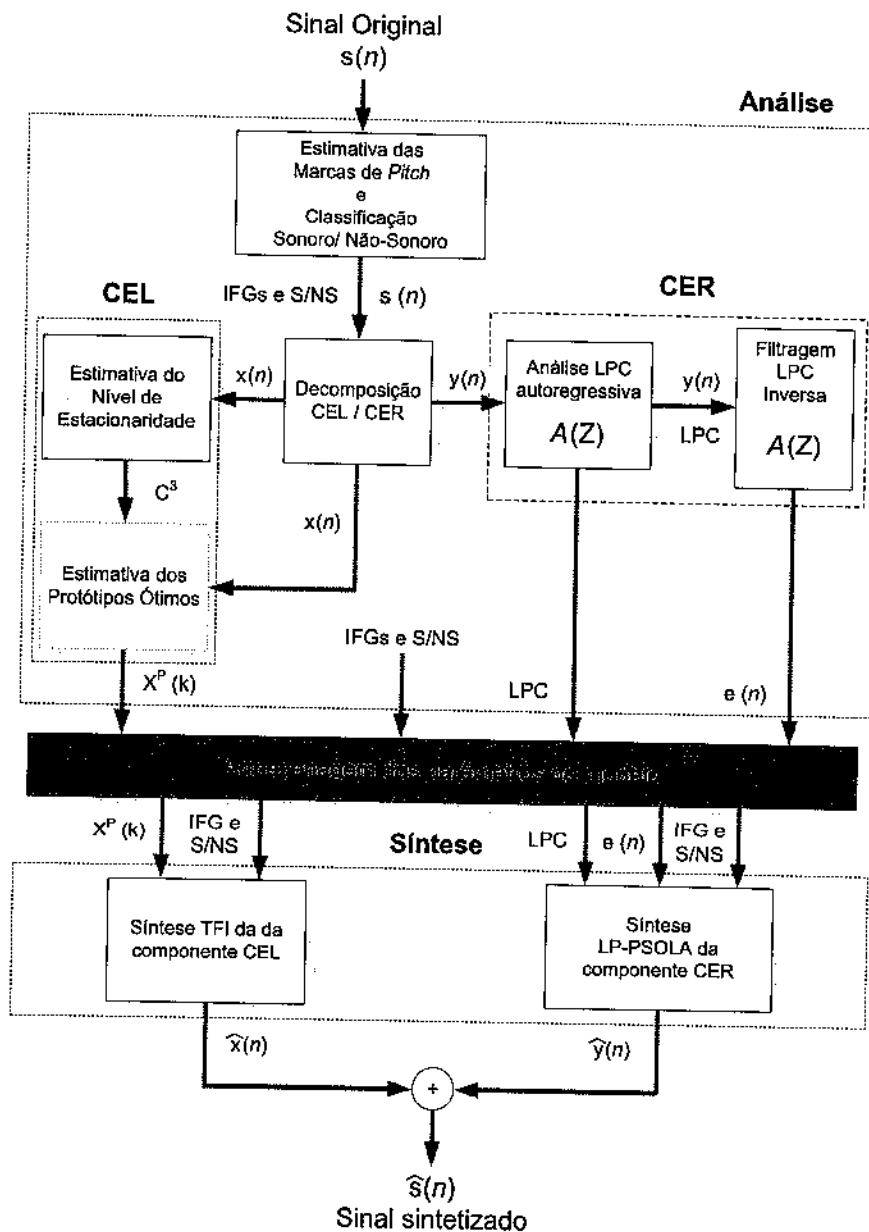 Sinal Original
s(n)
Análise
Estimativa das
Marcas de Pitch
e
Classificação
Sonoro/ Não-Sonoro
IFGs e S/NS
s (n)
CEL
CER
Estimativa do
Nível de
Estacionaridade
x(n)
Decomposição
CEL / CER
y(n)
Análise LPC
autoregressiva
A(Z)
y(n)
LPC
Filtragem
LPC
Inversa
A(Z)
C³
x(n)
Estimativa dos
Protótipos Ótimos
IFGs e S/NS
X^P (k)
LPC
e (n)
X^P (k)
IFG e
S/NS
Síntese
LPC
e (n)
IFG e
S/NS
Síntese TFI da da
componente CEL
Síntese
LP-PSOLA da
componente CER
x̂(n)
ŷ(n)
+
ŝ(n)
Sinal sintetizado